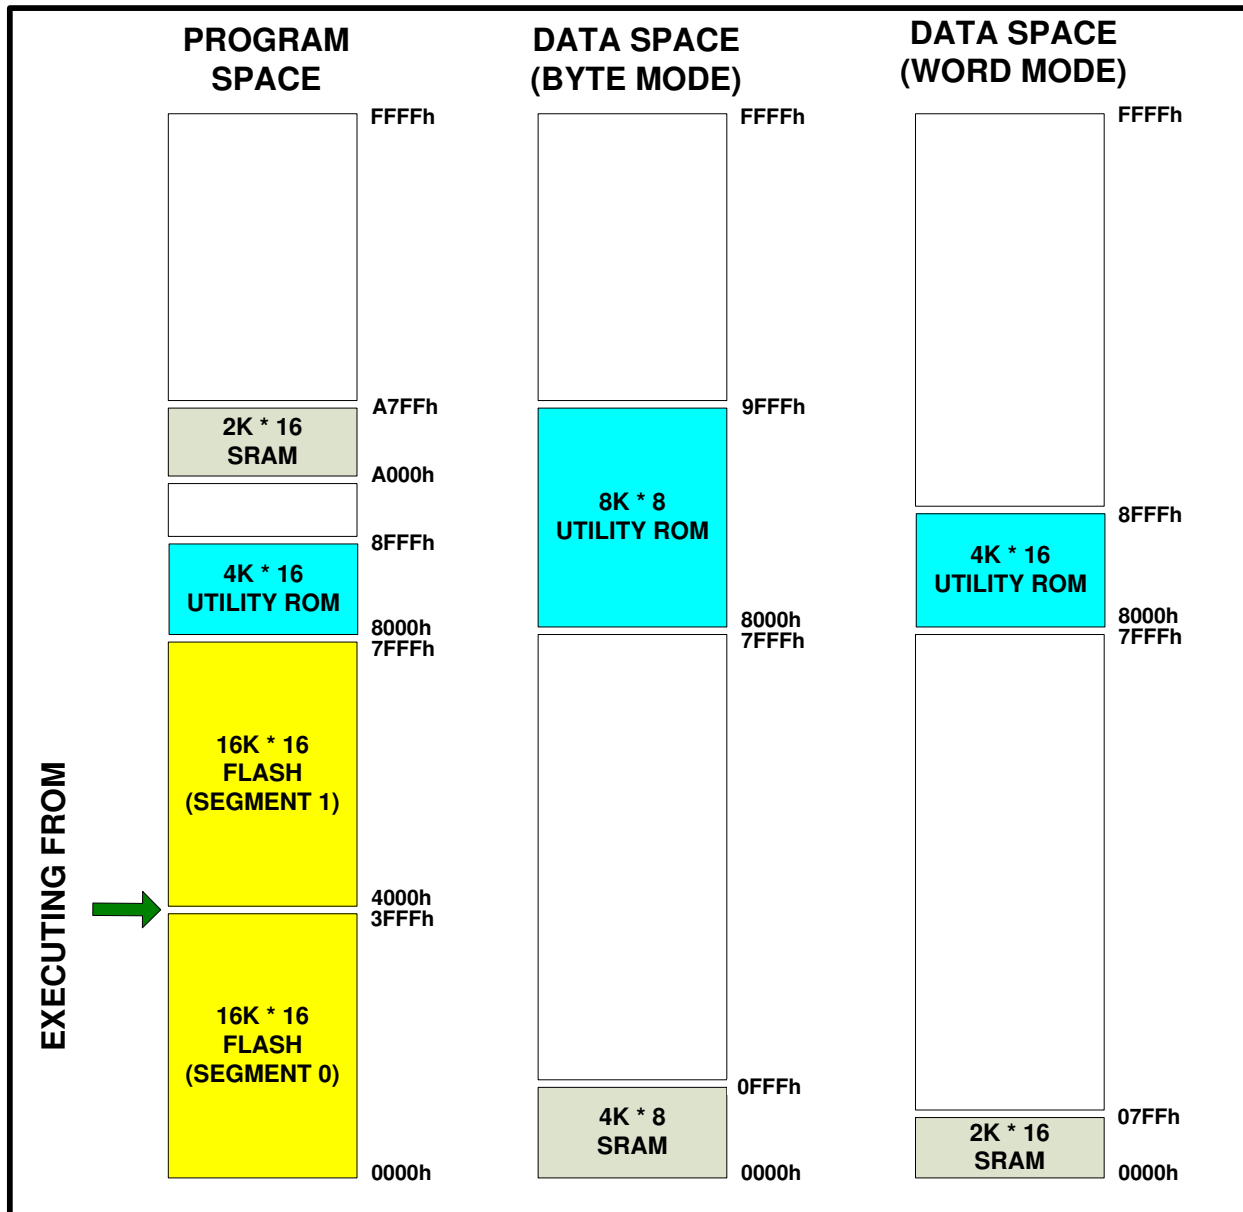 PROGRAM
SPACE
FFFFh
A7FFh
2K * 16
SRAM
A000h
8FFFh
4K * 16
UTILITY ROM
8000h
7FFFh
16K * 16
FLASH
(SEGMENT 1)
4000h
3FFFh
16K * 16
FLASH
(SEGMENT 0)
0000h
EXECUTING FROM
DATA SPACE
(BYTE MODE)
FFFFh
9FFFh
8K * 8
UTILITY ROM
8000h
7FFFh
0FFFh
4K * 8
SRAM
0000h
DATA SPACE
(WORD MODE)
FFFFh
8FFFh
4K * 16
UTILITY ROM
8000h
7FFFh
07FFh
2K * 16
SRAM
0000h